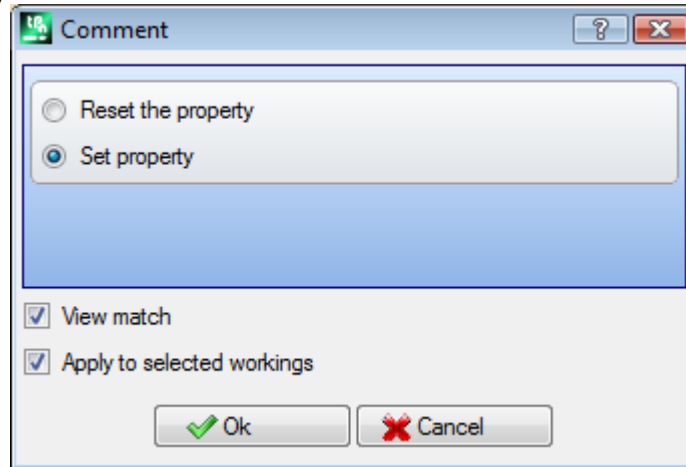 Comment
Reset the property
Set property
View match
Apply to selected workings
Ok
Cancel